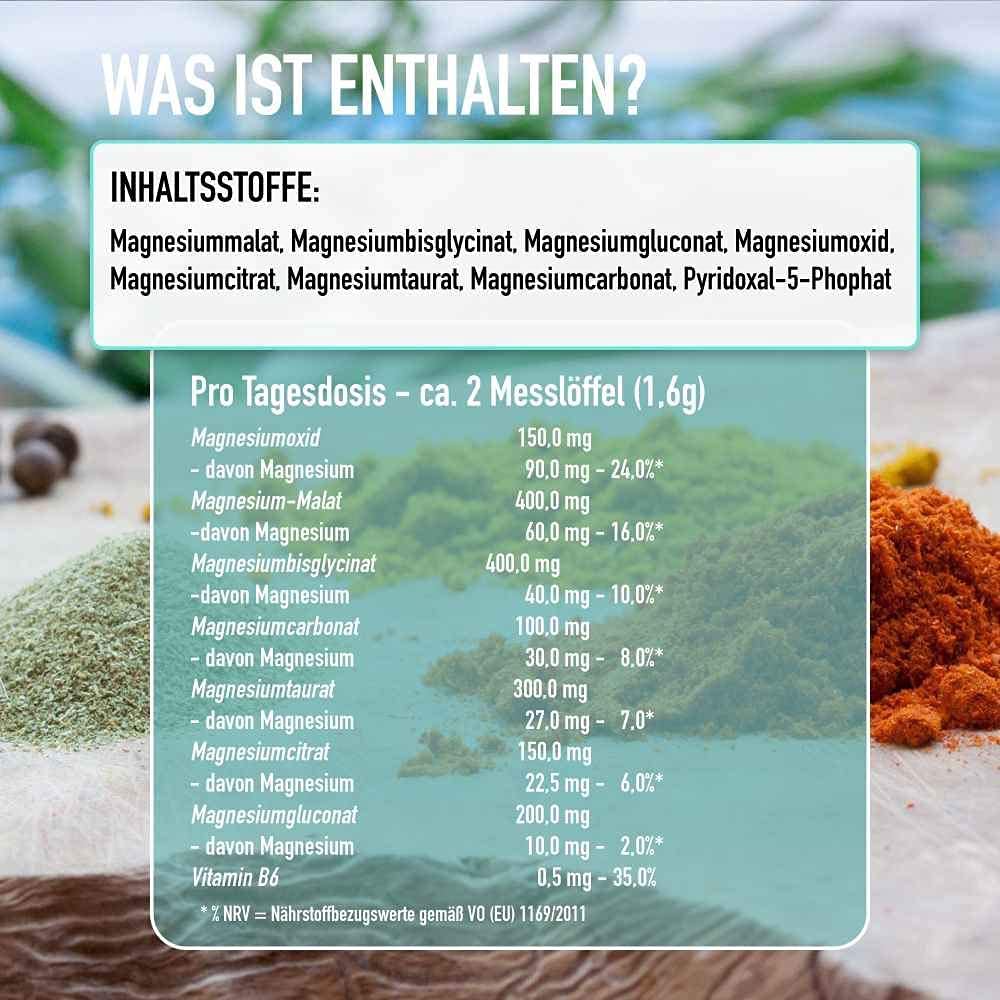 WAS IST ENTHALTEN?
INHALTSSTOFFE:
Magnesiummalat, Magnesiumbisglycinat, Magnesiumgluconat, Magnesiumoxid,
Magnesiumcitrat, Magnesiumtaurat, Magnesiumcarbonat, Pyridoxal-5-Phophat
Pro Tagesdosis - ca. 2 Messlöffel (1,6g)
Magnesiumoxid 150,0 mg
- davon Magnesium 90,0 mg - 24,0%*
Magnesium-Malat 400,0 mg
-davon Magnesium 60,0 mg - 16,0%*
Magnesiumbisglycinat 400,0 mg
-davon Magnesium 40,0 mg - 10,0%*
Magnesiumcarbonat 100,0 mg
- davon Magnesium 30,0 mg - 8,0%*
Magnesiumtaurat 300,0 mg
- davon Magnesium 27,0 mg - 7,0*
Magnesiumcitrat 150,0 mg
- davon Magnesium 22,5 mg - 6,0%*
Magnesiumgluconat 200,0 mg
- davon Magnesium 10,0 mg - 2,0%*
Vitamin B6 0,5 mg - 35,0%
* % NRV = Nährstoffbezugswerte gemäß VO (EU) 1169/2011